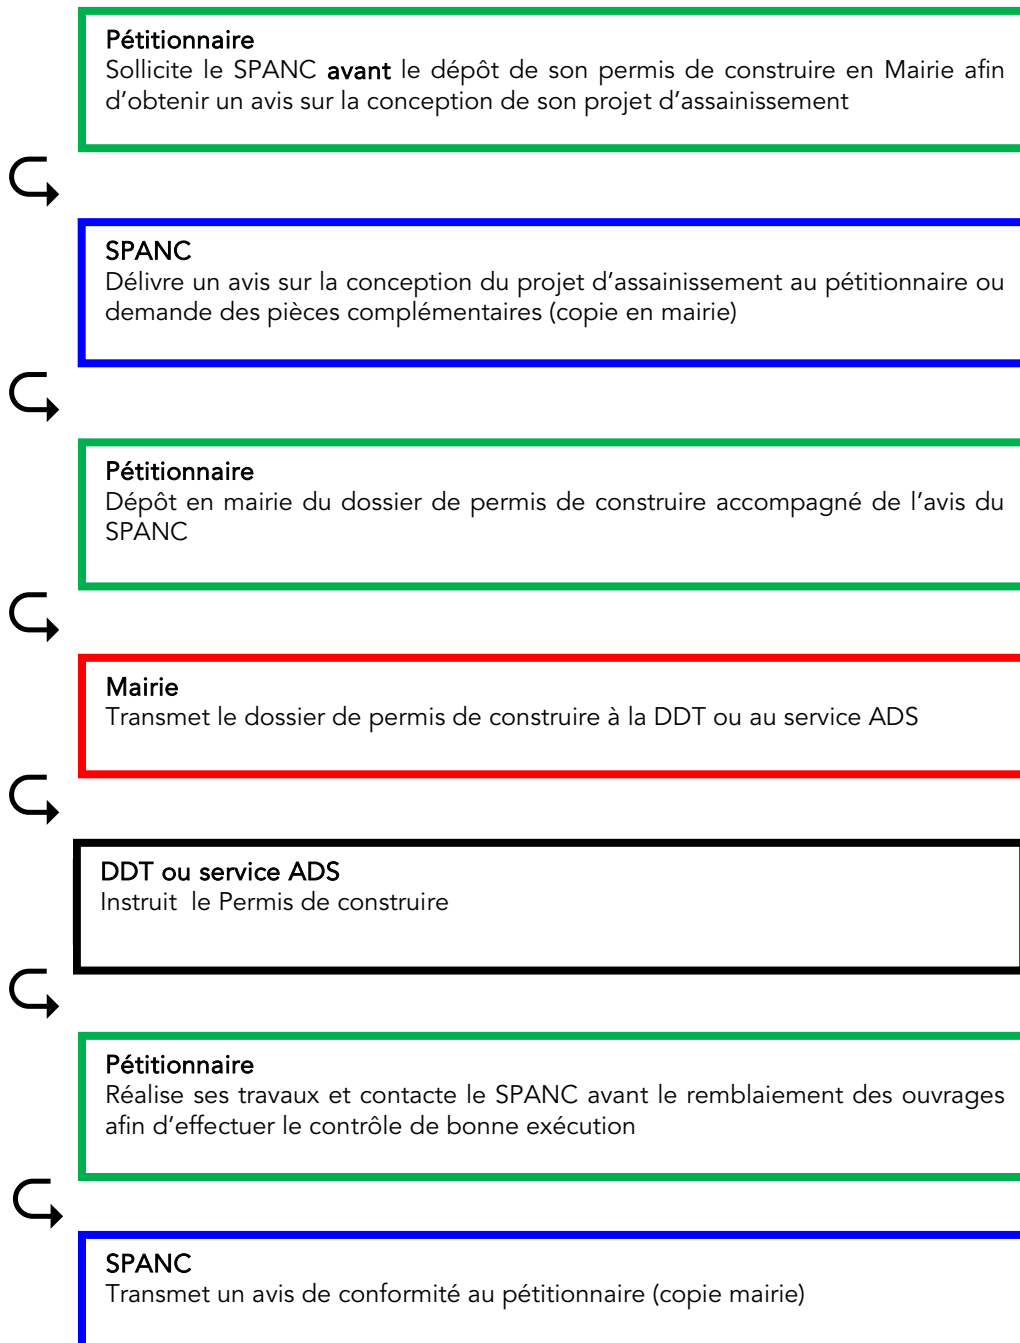 Pétitionnaire
Sollicite le SPANC avant le dépôt de son permis de construire en Mairie afin
d’obtenir un avis sur la conception de son projet d’assainissement
SPANC
Délivre un avis sur la conception du projet d’assainissement au pétitionnaire ou
demande des pièces complémentaires (copie en mairie)
Pétitionnaire
Dépôt en mairie du dossier de permis de construire accompagné de l’avis du
SPANC
Mairie
Transmet le dossier de permis de construire à la DDT ou au service ADS
DDT ou service ADS
Instruit le Permis de construire
Pétitionnaire
Réalise ses travaux et contacte le SPANC avant le remblaiement des ouvrages
afin d’effectuer le contrôle de bonne exécution
SPANC
Transmet un avis de conformité au pétitionnaire (copie mairie)